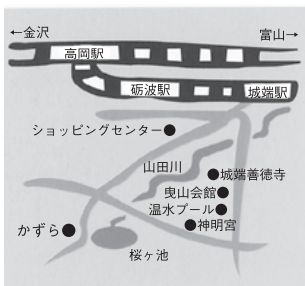 ←金沢
富山→
高岡駅
砺波駅
城端駅
ショッピングセンター
山田川
城端善徳寺
曳山会館
温水プール
神明宮
かずら
桜ヶ池